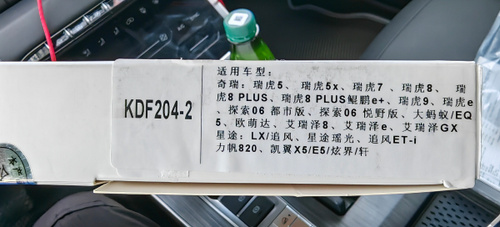 KDF204-2
适用车型:
奇瑞: 瑞虎5、瑞虎5x、瑞虎7 、瑞虎8、 瑞
虎8 PLUS、瑞虎8 PLUS鲲鹏e+、瑞虎9、瑞虎e
、探索06 都市版、探索06 悦野版、大蚂蚁/EQ
5、欧萌达、艾瑞泽8、艾瑞泽e、艾瑞泽GX
星途: LX/追风、星途瑶光、追风ET-i
力帆820、凯翼X5/E5/炫界/轩